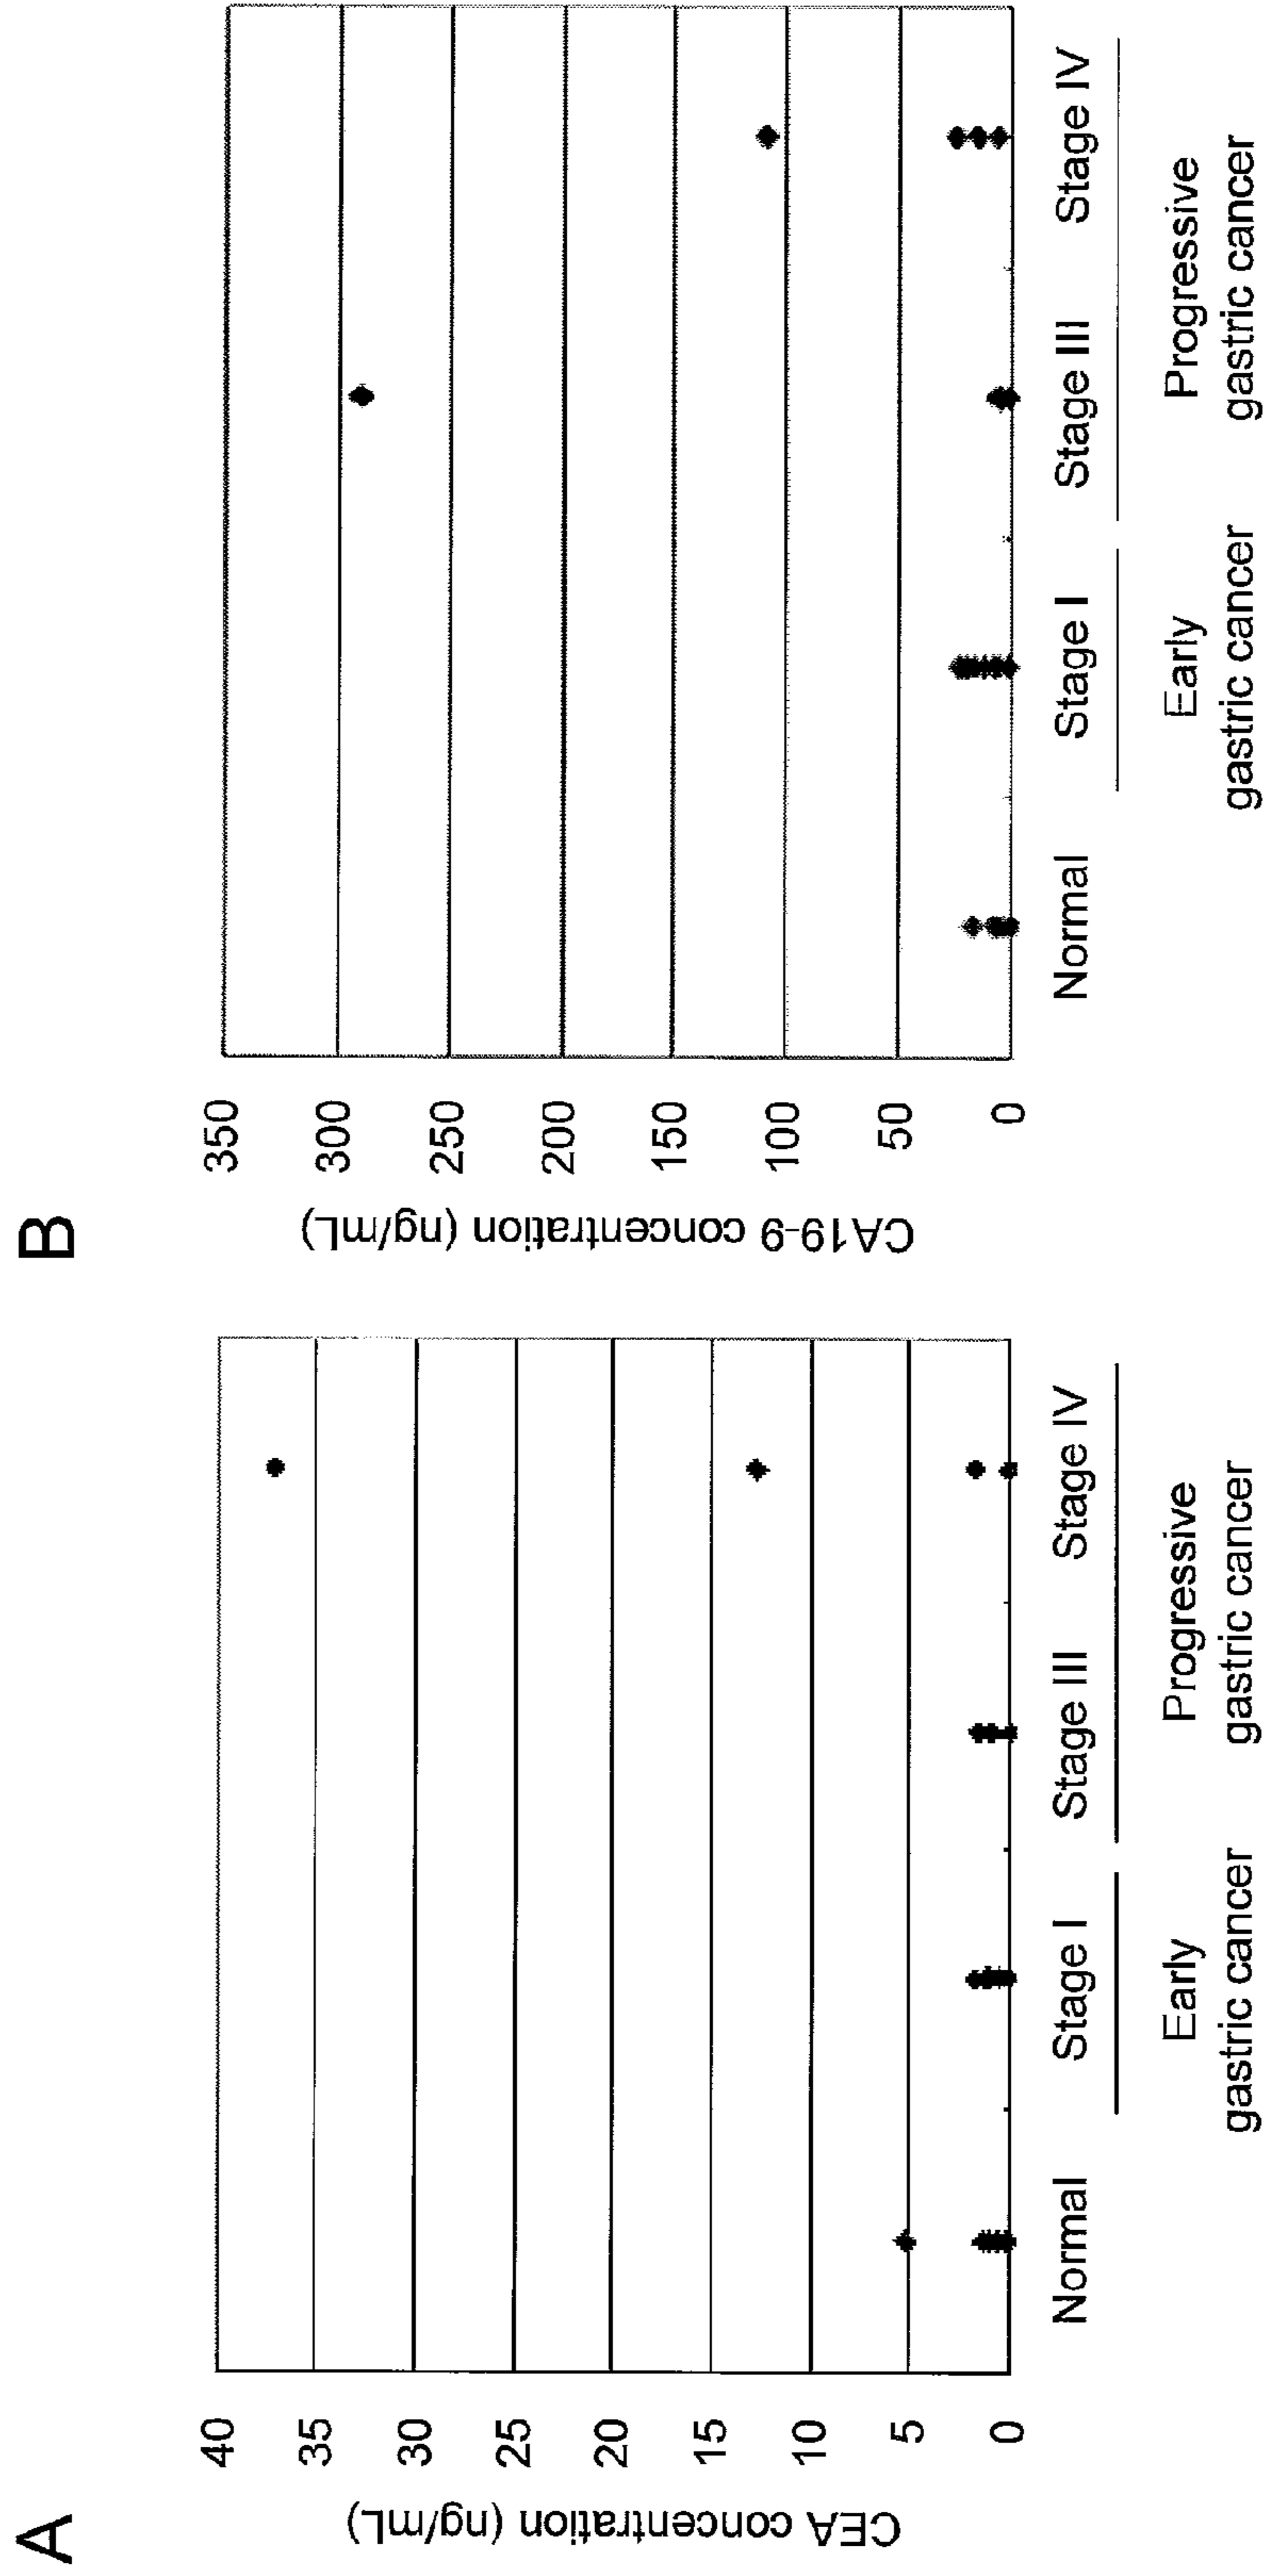 A
CEA concentration (ng/mL)
40
35
30
25
20
15
10
5
0
Normal
Stage I
Stage III
Stage IV
Early
gastric cancer
Progressive
gastric cancer
B
CA19-9 concentration (ng/mL)
350
300
250
200
150
100
50
0
Normal
Stage I
Stage III
Stage IV
Early
gastric cancer
Progressive
gastric cancer